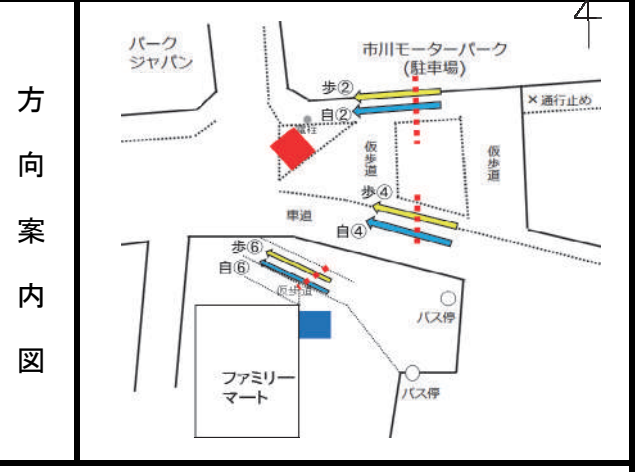 方向案内図
パーク
ジャパン
市川モーターパーク
(駐車場)
歩②
自②
電柱
×通行止め
仮歩道
仮歩道
歩④
自④
車道
歩⑥
自⑥
仮歩道
バス停
バス停
ファミリー
マート